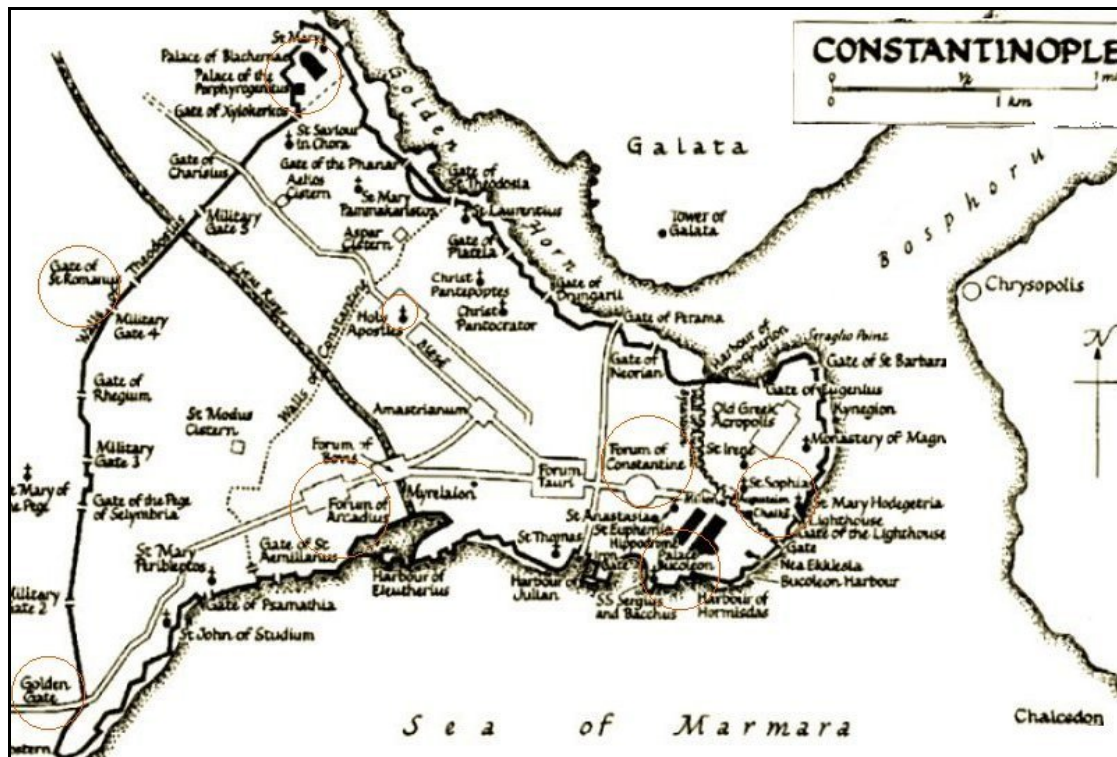 CONSTANTINOPLE
0
½
0
1 km
St Mary
Palace of Blachernae
Palace of the
Porphyrogenitus
Gate of Xylokerkos
St Saviour
in Chora
Gate of
Charisius
Gate of the Phanar
Aetios
Cistern
St Mary
Pammakaristos
Gate of
St Theodosia
St Laurentius
Gate of
Platea
Golden
Horn
Galata
Tower of
Galata
Bosphoru
Chrysopolis
N
Military
Gate 5
Aspar
Cistern
Lycus River
Gate of
St Romanus
Walls of Theodosius
Military
Gate 4
Christ
Pantepoptes
Christ
Pantocrator
Gate of
Drungarii
Gate of Perama
Holy
Apostles
Mese
Walls of Constantine
Harbour of
Prosphorion
Seraglio Point
Gate of St Barbara
Gate of
Neorian
Gate of Eugenius
Kynegion
Gate of
Rhegium
St Modus
Cistern
Amastrianum
Old Greek
Acropolis
St Irene
Monastery of Magn
Military
Gate 3
Forum of
Bovis
Forum of
Constantine
Forum
Tauri
St Sophia
Augusteum
Chalke
St Mary Hodegetria
Lighthouse
Gate of the Lighthouse
e Mary of
the Pege
Gate of the Pege
of Selymbria
Forum of
Arcadius
Myrelaion
St Anastasia
St Euphemia
Hippodrome
Palace
Bucoleon
Gate
Nea Ekklesia
Bucoleon Harbour
St Mary
Peribleptos
Gate of St
Aemilianus
St Thomas
Iron
Gate
Harbour of
Eleutherius
Harbour of
Julian
SS Sergius
and Bacchus
Harbour of
Hormisdas
Military
Gate 2
Gate of Psamathia
St John of Studium
Golden
Gate
Sea of Marmara
Chalcedon